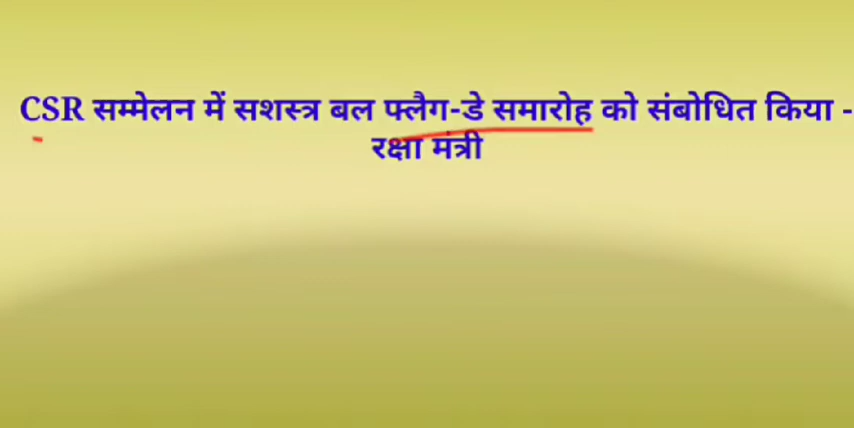 CSR सम्मेलन में सशस्त्र बल फ्लैग-डे समारोह को संबोधित किया -
रक्षा मंत्री